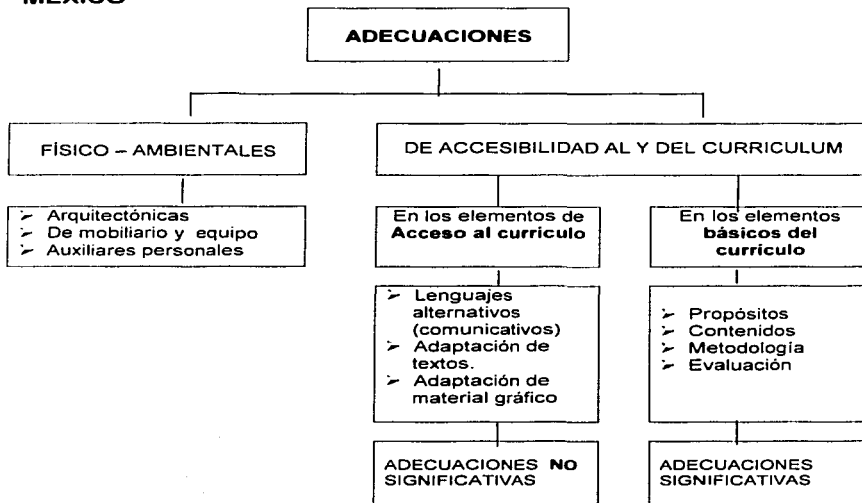 MÉXICO
ADECUACIONES
FÍSICO – AMBIENTALES
DE ACCESIBILIDAD AL Y DEL CURRICULUM
➢ Arquitectónicas
➢ De mobiliario y equipo
➢ Auxiliares personales
En los elementos de
Acceso al currículo
En los elementos
básicos del
currículo
➢ Lenguajes
alternativos
(comunicativos)
➢ Adaptación de
textos.
➢ Adaptación de
material gráfico
➢ Propósitos
➢ Contenidos
➢ Metodología
➢ Evaluación
ADECUACIONES NO
SIGNIFICATIVAS
ADECUACIONES
SIGNIFICATIVAS